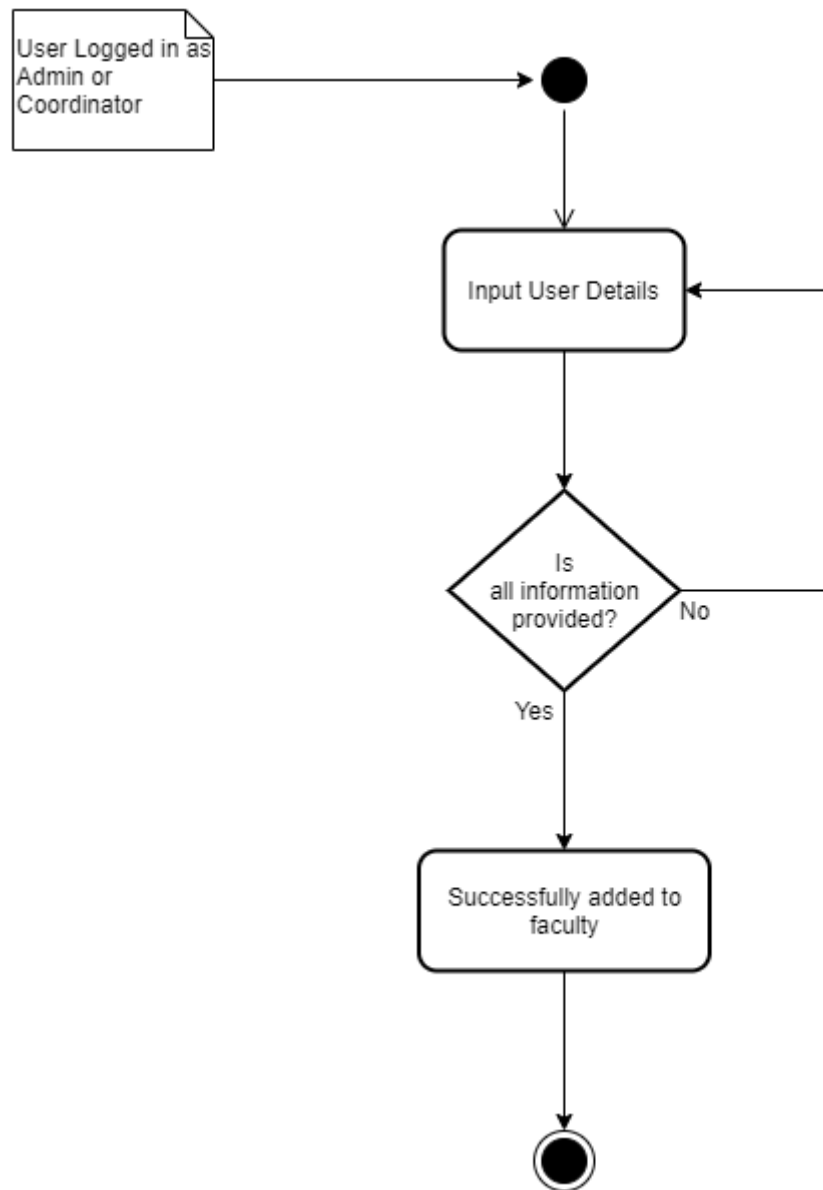 User Logged in as
Admin or
Coordinator
Input User Details
Is
all information
provided?
No
Yes
Successfully added to
faculty